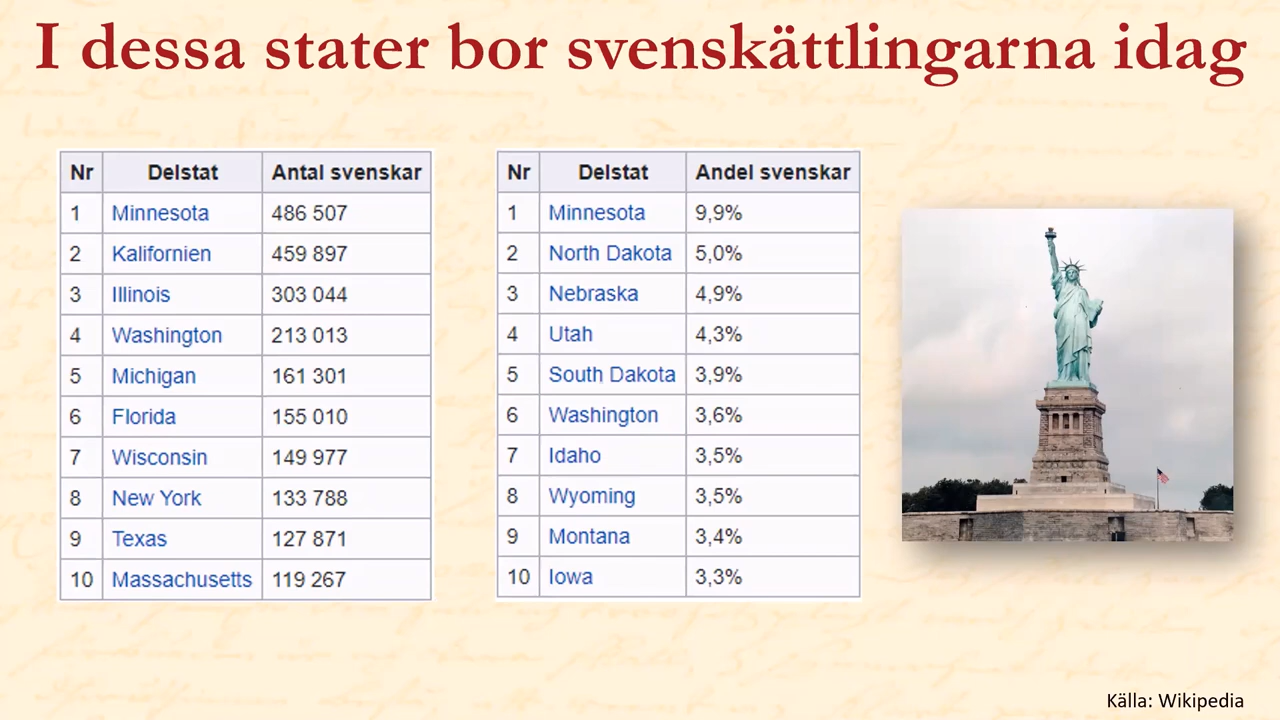 I dessa stater bor svenskättlingarna idag
Nr Delstat Antal svenskar
1 Minnesota 486 507
2 Kalifornien 459 897
3 Illinois 303 044
4 Washington 213 013
5 Michigan 161 301
6 Florida 155 010
7 Wisconsin 149 977
8 New York 133 788
9 Texas 127 871
10 Massachusetts 119 267
Nr Delstat Andel svenskar
1 Minnesota 9,9%
2 North Dakota 5,0%
3 Nebraska 4,9%
4 Utah 4,3%
5 South Dakota 3,9%
6 Washington 3,6%
7 Idaho 3,5%
8 Wyoming 3,5%
9 Montana 3,4%
10 Iowa 3,3%
Källa: Wikipedia